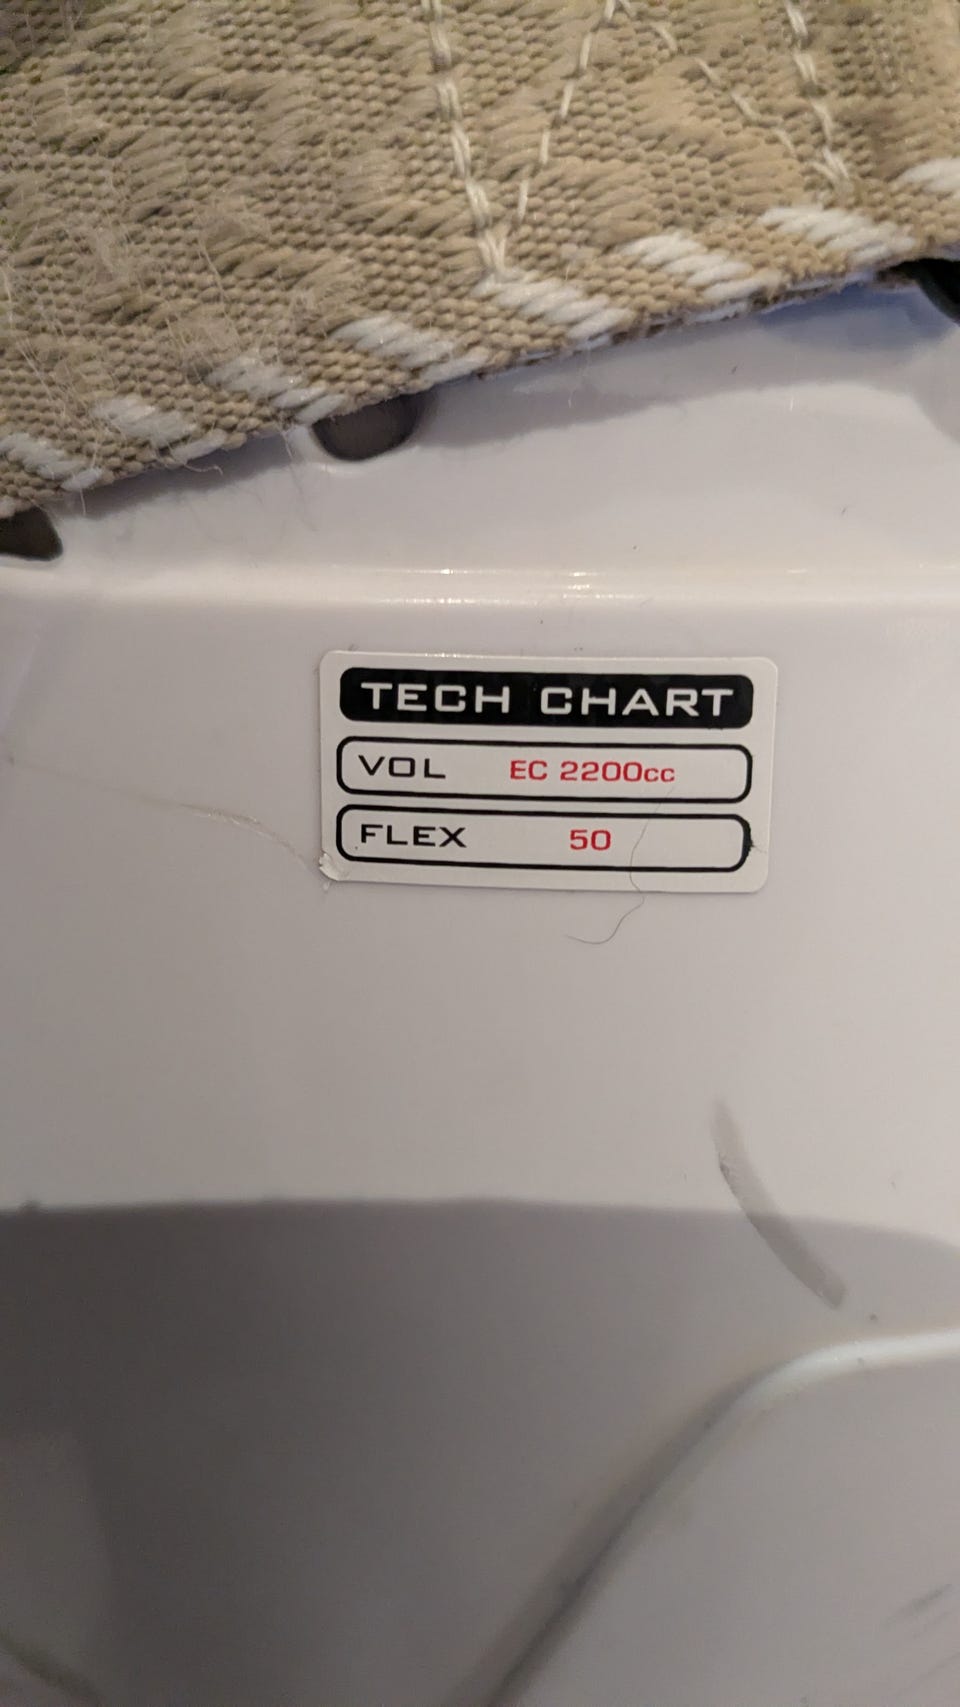 TECH CHART
VOL EC 2200cc
FLEX 50